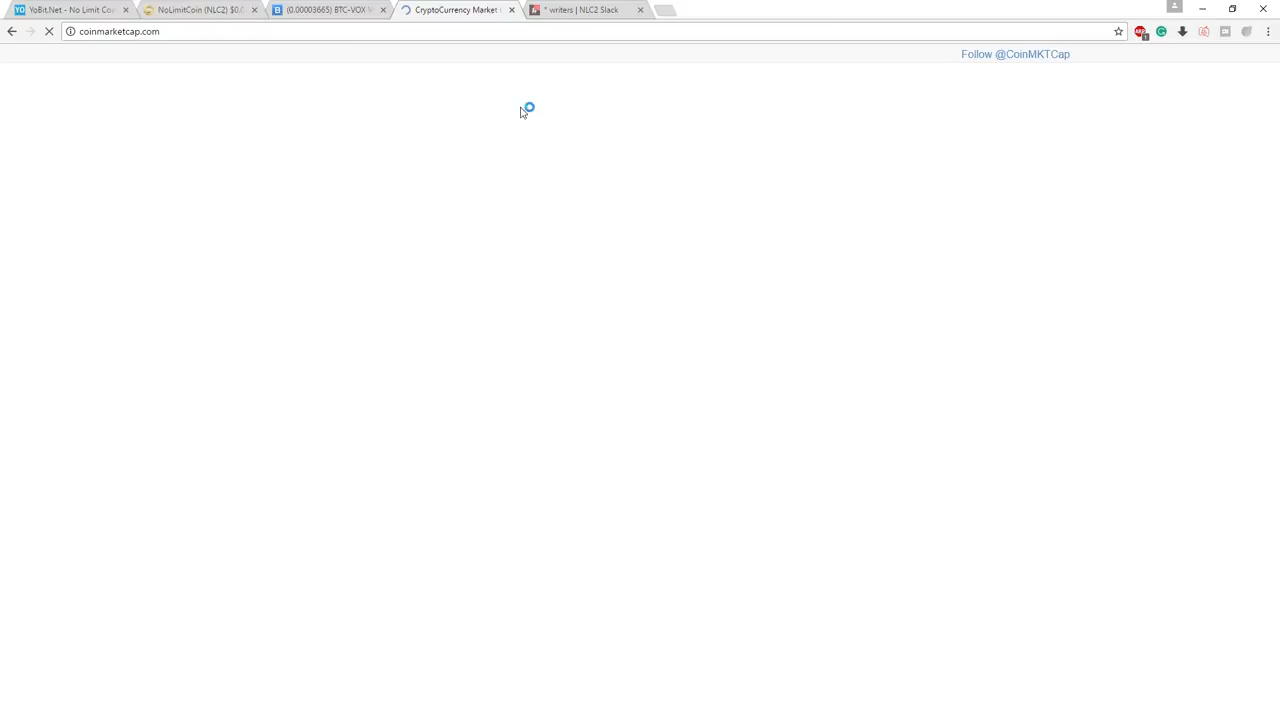 YoBit.Net - No Limit Coi
NoLimitCoin (NLC2) $0.0
(0.00003665) BTC-VOX
CryptoCurrency Market
* writers | NLC2 Slack
coinmarketcap.com
Follow @CoinMKTCap